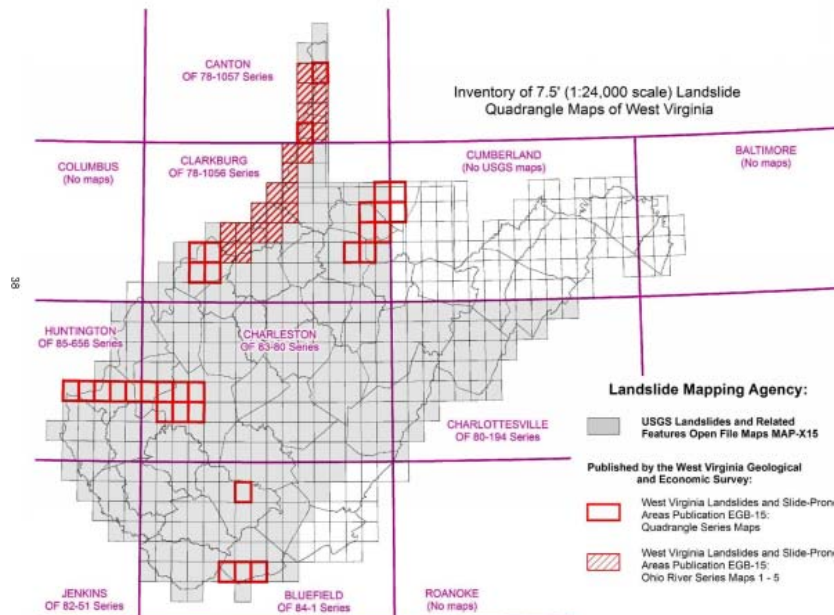 CANTON
OF 78-1057 Series
Inventory of 7.5' (1:24,000 scale) Landslide
Quadrangle Maps of West Virginia
COLUMBUS
(No maps)
CLARKBURG
OF 78-1056 Series
CUMBERLAND
(No USGS maps)
BALTIMORE
(No maps)
38
HUNTINGTON
OF 85-656 Series
CHARLESTON
OF 83-80 Series
CHARLOTTESVILLE
OF 80-194 Series
Landslide Mapping Agency:
USGS Landslides and Related
Features Open File Maps MAP-X15
Published by the West Virginia Geological
and Economic Survey:
West Virginia Landslides and Slide-Prone
Areas Publication EGB-15:
Quadrangle Series Maps
West Virginia Landslides and Slide-Prone
Areas Publication EGB-15:
Ohio River Series Maps 1 - 5
JENKINS
OF 82-51 Series
BLUEFIELD
OF 84-1 Series
ROANOKE
(No maps)